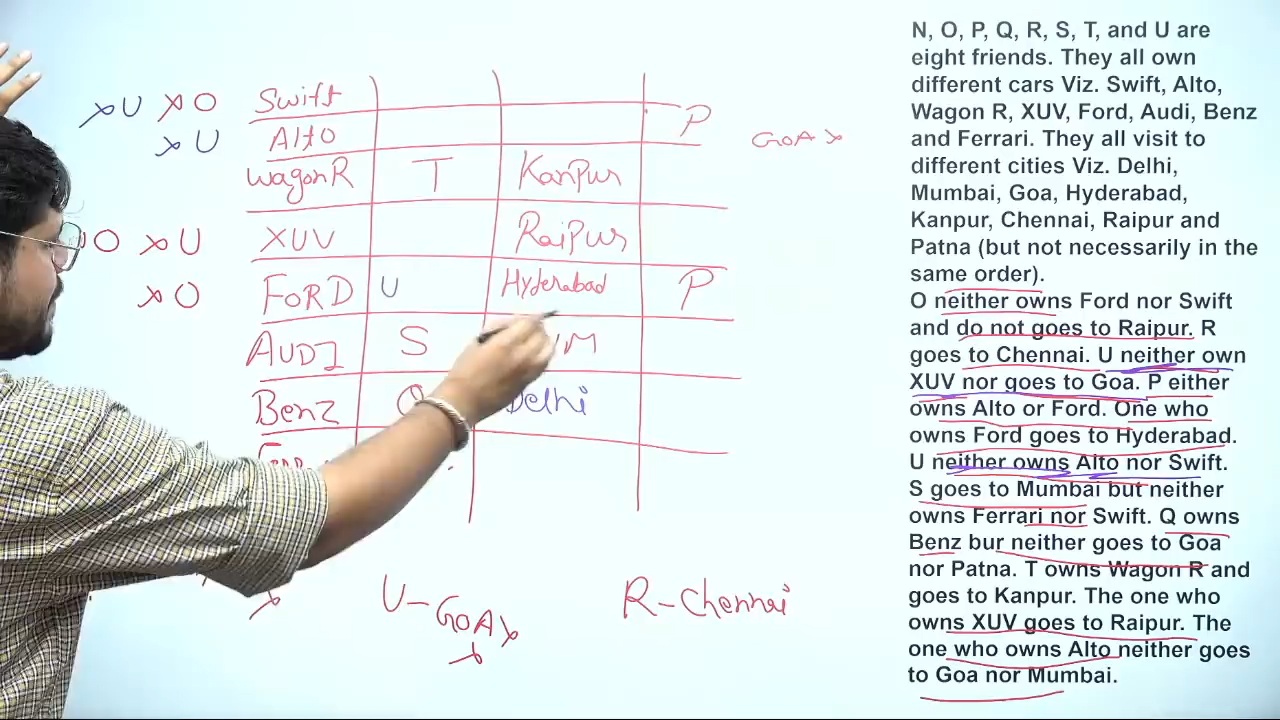 N, O, P, Q, R, S, T, and U are
eight friends. They all own
different cars Viz. Swift, Alto,
Wagon R, XUV, Ford, Audi, Benz
and Ferrari. They all visit to
different cities Viz. Delhi,
Mumbai, Goa, Hyderabad,
Kanpur, Chennai, Raipur and
Patna (but not necessarily in the
same order).
O neither owns Ford nor Swift
and do not goes to Raipur. R
goes to Chennai. U neither own
XUV nor goes to Goa. P either
owns Alto or Ford. One who
owns Ford goes to Hyderabad.
U neither owns Alto nor Swift.
S goes to Mumbai but neither
owns Ferrari nor Swift. Q owns
Benz bur neither goes to Goa
nor Patna. T owns Wagon R and
goes to Kanpur. The one who
owns XUV goes to Raipur. The
one who owns Alto neither goes
to Goa nor Mumbai.
xU xO Swift
xU Alto P GOA x
WagonR T Kanpur
O xU XUV Raipur
xO FORD U Hyderabad P
AUDI S M
Benz Delhi
U-GOA x
x
R-Chennai